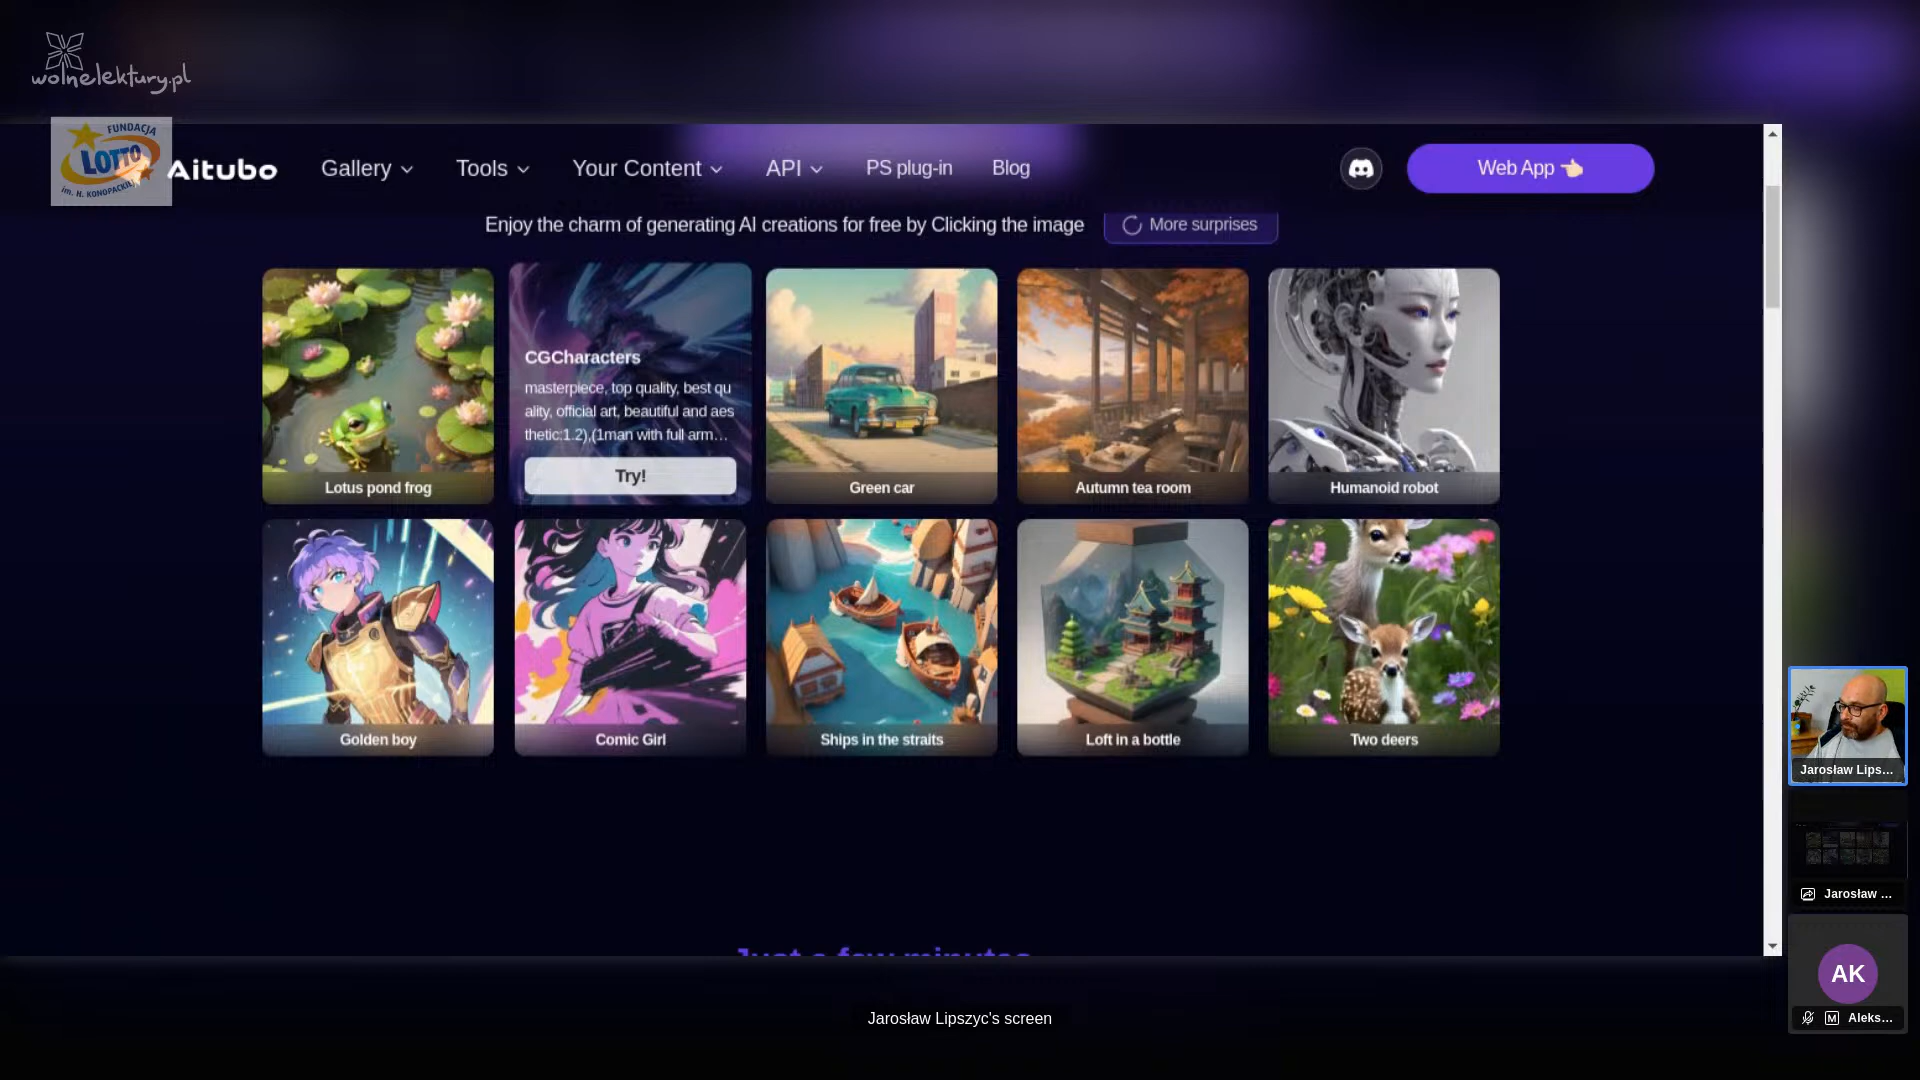 wolnelektury.pl
FUNDACJA
LOTTO
im. H. KONOPACKIEJ
Aitubo
Gallery
Tools
Your Content
API
PS plug-in
Blog
Web App
Enjoy the charm of generating AI creations for free by Clicking the image
More surprises
CGCharacters
masterpiece, top quality, best qu
ality, official art, beautiful and aes
thetic:1.2),(1man with full arm…
Try!
Lotus pond frog
Green car
Autumn tea room
Humanoid robot
Golden boy
Comic Girl
Ships in the straits
Loft in a bottle
Two deers
Just a few minutes
Jarosław Lips...
Jarosław ...
AK
M
Aleks...
Jarosław Lipszyc's screen